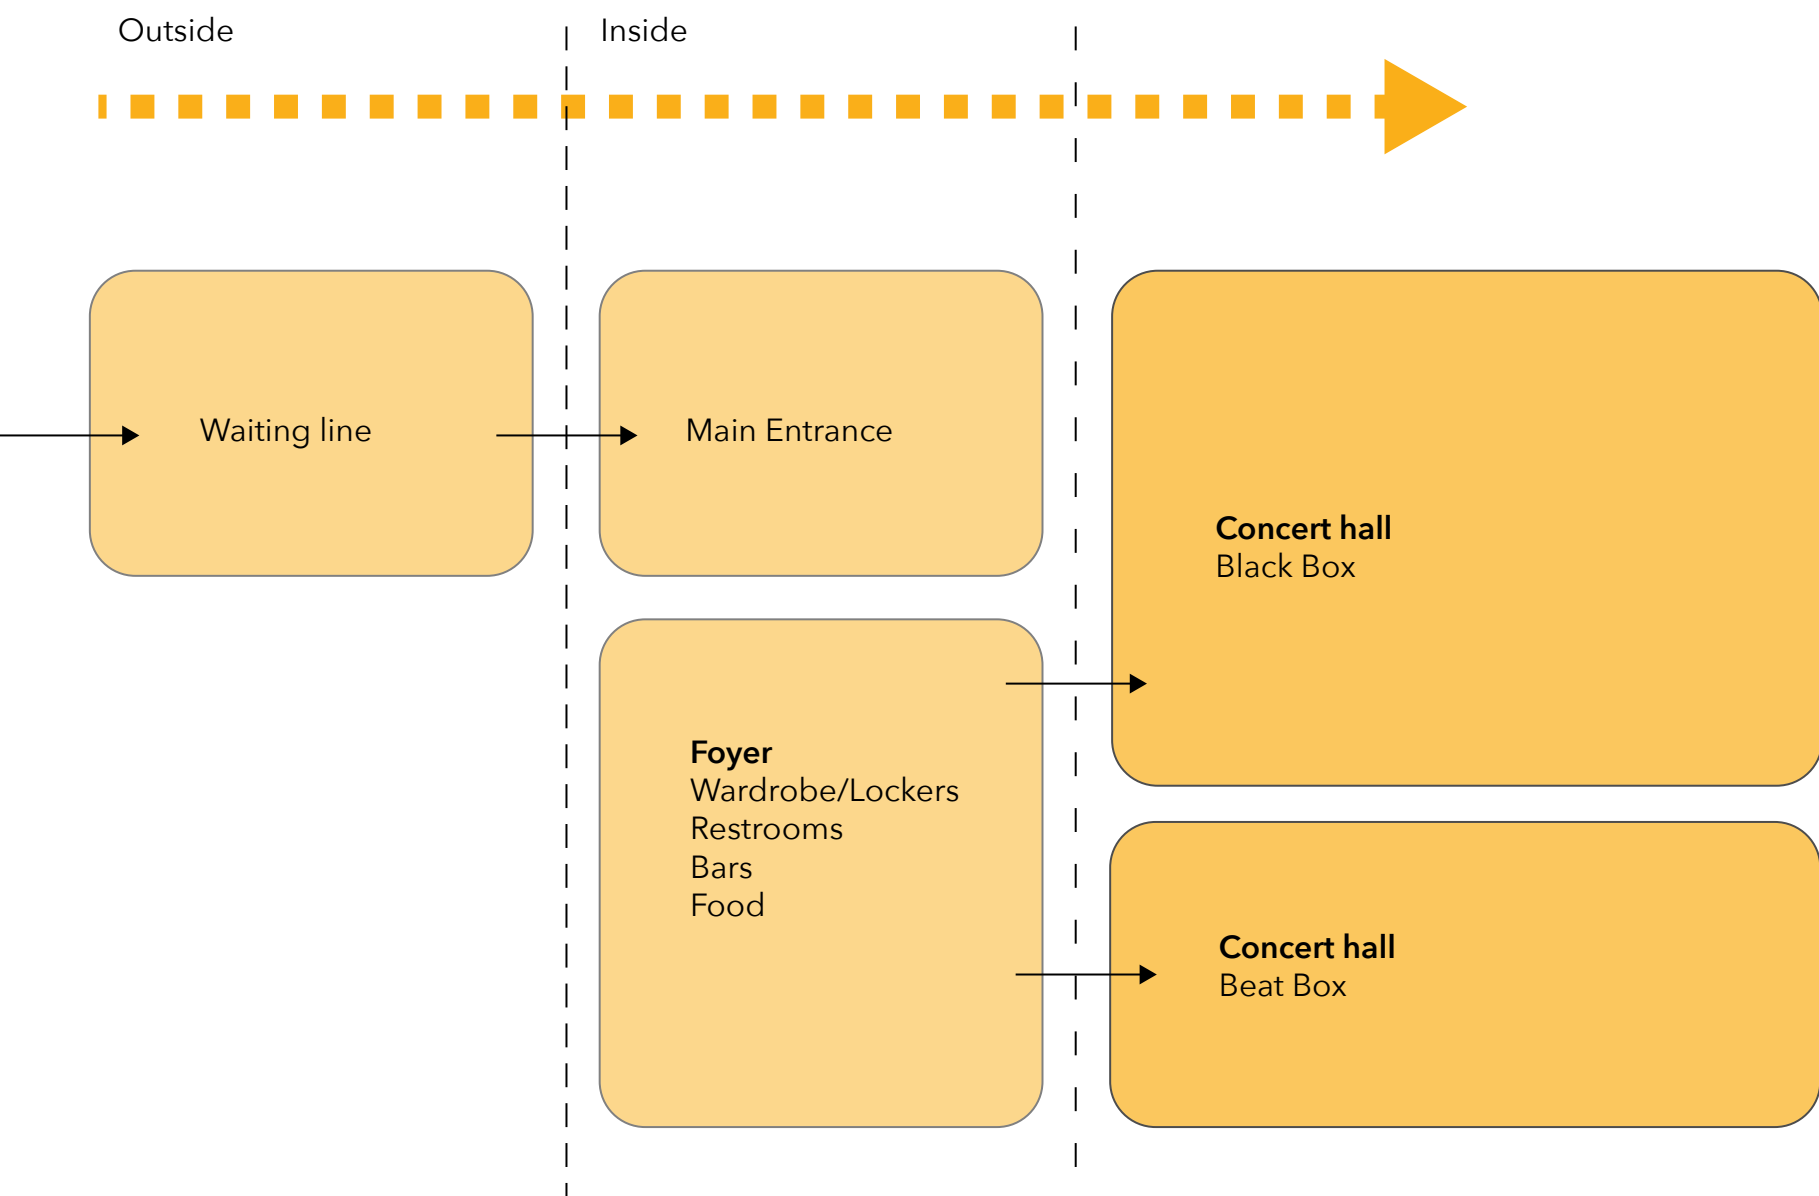 Outside
Inside
Waiting line
Main Entrance
Concert hall
Black Box
Foyer
Wardrobe/Lockers
Restrooms
Bars
Food
Concert hall
Beat Box